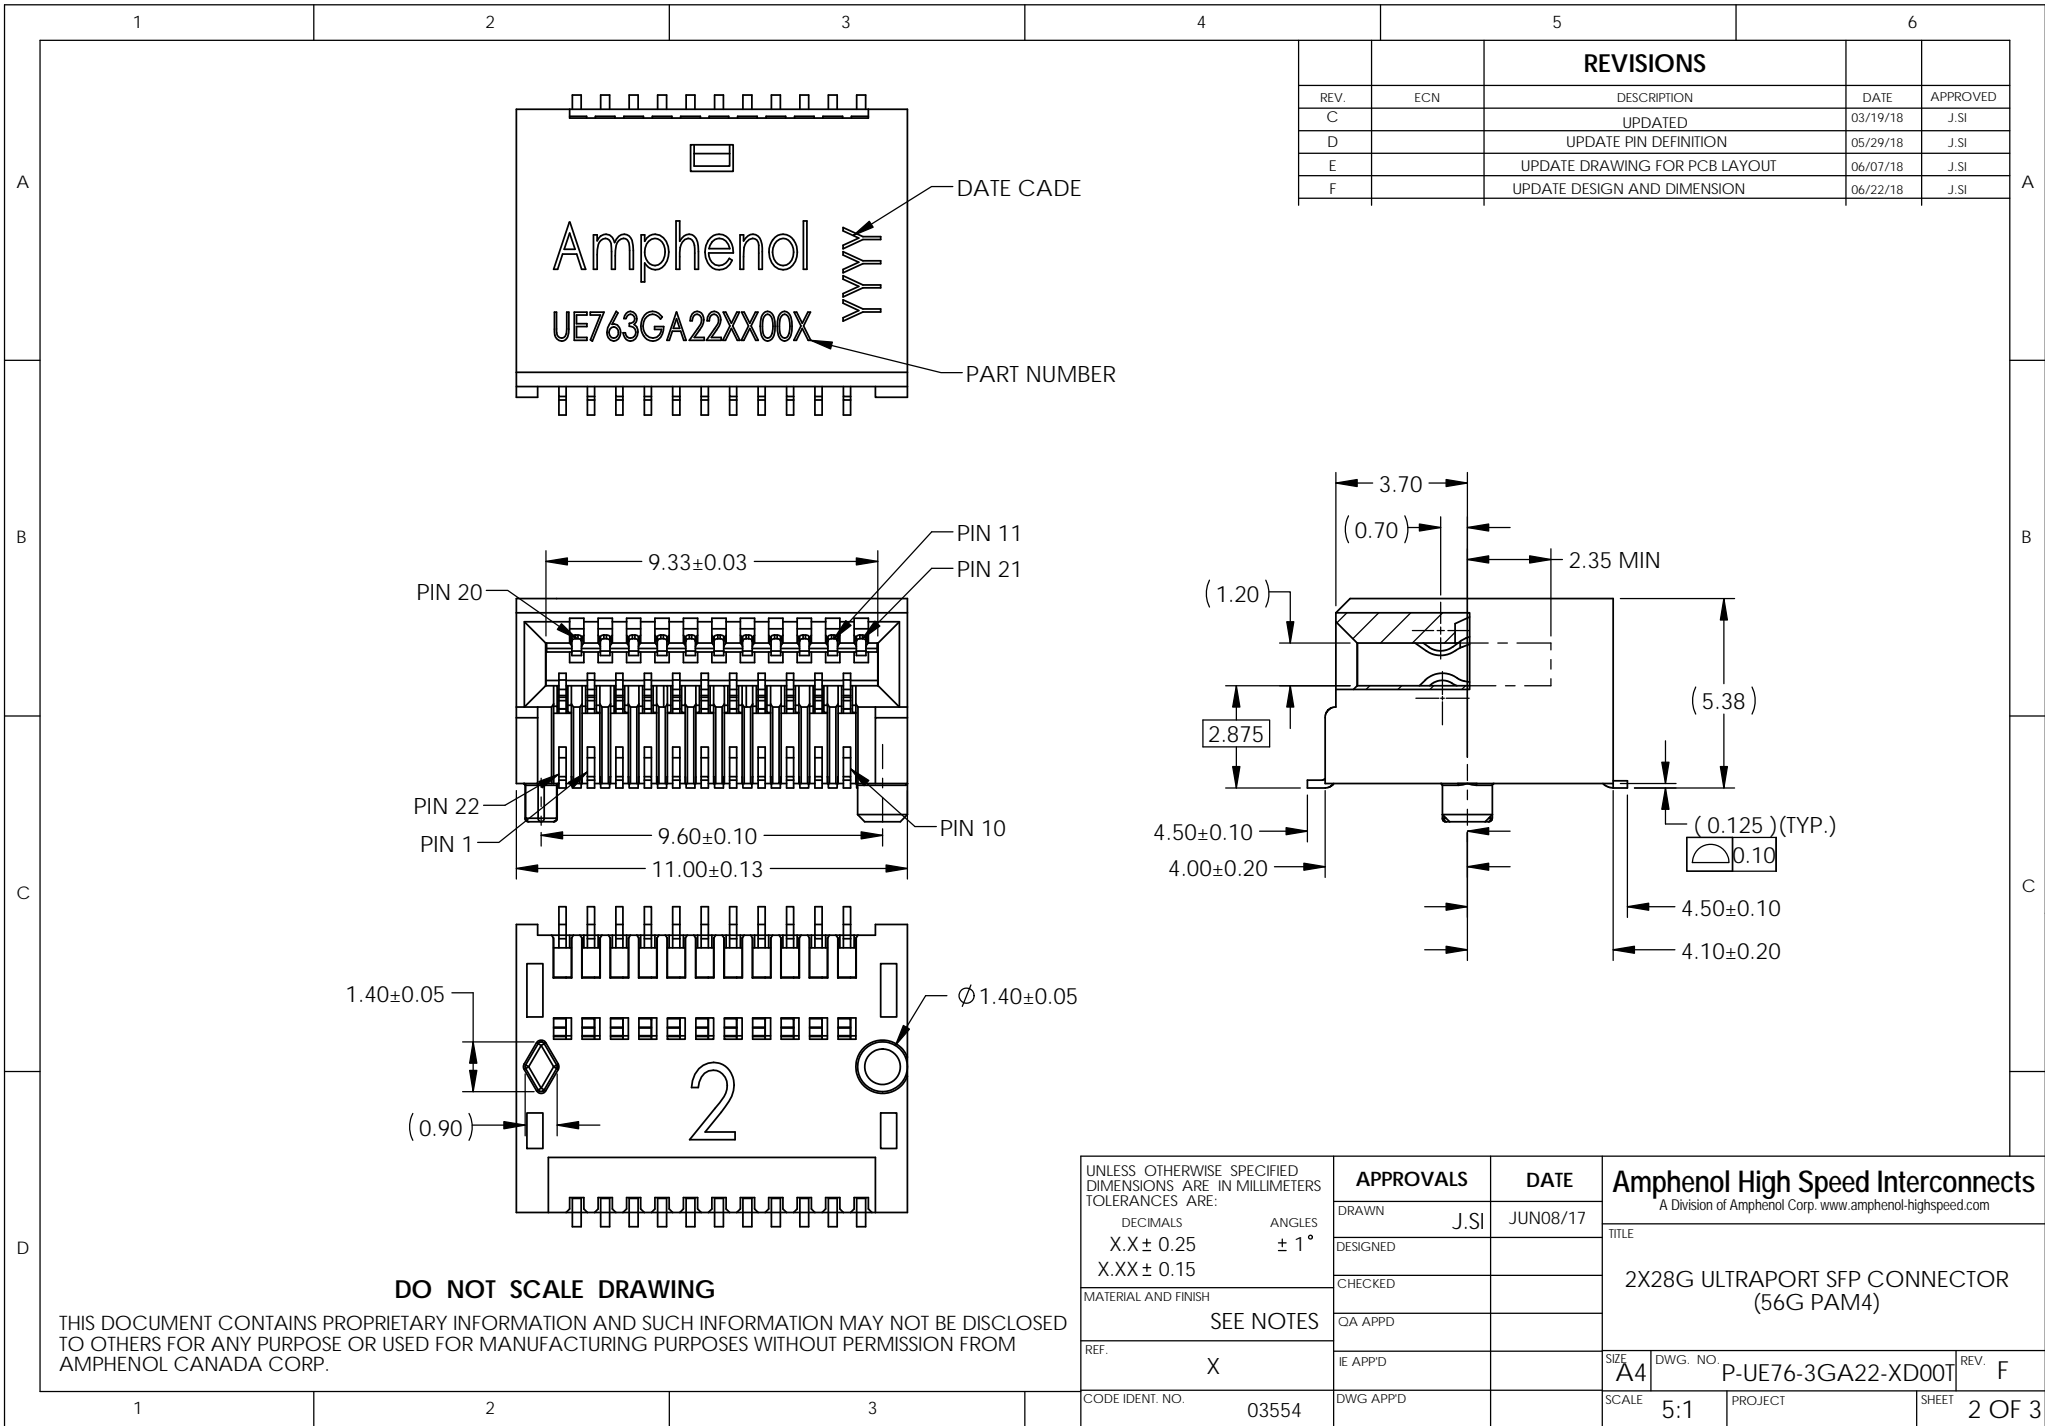 1 2 3 4 5 6
REVISIONS
REV. ECN DESCRIPTION DATE APPROVED
C UPDATED 03/19/18 J.SI
D UPDATE PIN DEFINITION 05/29/18 J.SI
E UPDATE DRAWING FOR PCB LAYOUT 06/07/18 J.SI
F UPDATE DESIGN AND DIMENSION 06/22/18 J.SI
A A
DATE CADE
Amphenol
YYYY
UE763GA22XX00X
PART NUMBER
B B
PIN 11
9.33±0.03
PIN 21
PIN 20
PIN 22
PIN 1
9.60±0.10
PIN 10
11.00±0.13
3.70
(0.70)
2.35 MIN
(1.20)
(5.38)
2.875
4.50±0.10
(0.125)(TYP.)
0.10
4.00±0.20
4.50±0.10
4.10±0.20
C C
1.40±0.05
Ø1.40±0.05
(0.90)
2
D
DO NOT SCALE DRAWING
THIS DOCUMENT CONTAINS PROPRIETARY INFORMATION AND SUCH INFORMATION MAY NOT BE DISCLOSED
TO OTHERS FOR ANY PURPOSE OR USED FOR MANUFACTURING PURPOSES WITHOUT PERMISSION FROM
AMPHENOL CANADA CORP.
UNLESS OTHERWISE SPECIFIED
DIMENSIONS ARE IN MILLIMETERS
TOLERANCES ARE:
DECIMALS ANGLES
X.X± 0.25 ± 1°
X.XX± 0.15
MATERIAL AND FINISH
SEE NOTES
REF.
X
CODE IDENT. NO. 03554
APPROVALS DATE
DRAWN J.SI JUN08/17
DESIGNED
CHECKED
QA APPD
IE APP'D
DWG APP'D
Amphenol High Speed Interconnects
A Division of Amphenol Corp. www.amphenol-highspeed.com
TITLE
2X28G ULTRAPORT SFP CONNECTOR
(56G PAM4)
SIZE A4 DWG. NO. P-UE76-3GA22-XD00T REV. F
SCALE 5:1 PROJECT SHEET 2 OF 3
1 2 3